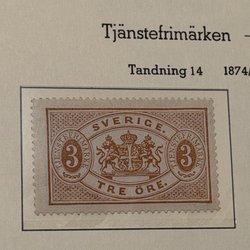 Tjänstefrimärken –
Tandning 14 1874/
SVERIGE.
3 3
TRE ÖRE.